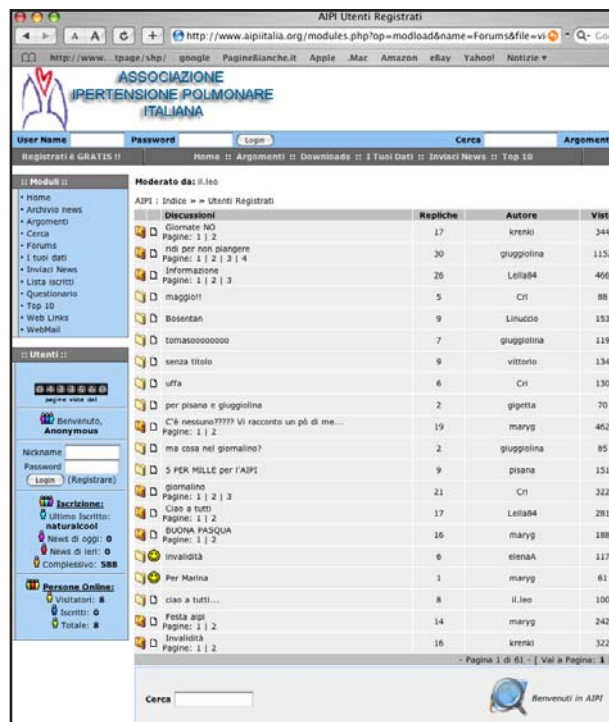 AIPI Utenti Registrati
A A C + http://www.aipiitalia.org/modules.php?op=modload&name=Forums&file=vi Q- Go
http://www. ...tpage/shp/ google PagineBianche.it Apple .Mac Amazon eBay Yahoo! Notizie ▾
ASSOCIAZIONE
IPERTENSIONE POLMONARE
ITALIANA
User Name Password Login Cerca Argoment
Registrati è GRATIS !! Home :: Argomenti :: Downloads :: I Tuoi Dati :: Inviaci News :: Top 10
:: Moduli ::
• Home
• Archivio news
• Argomenti
• Cerca
• Forums
• I tuoi dati
• Inviaci News
• Lista iscritti
• Questionario
• Top 10
• Web Links
• WebMail
:: Utenti ::
pagine viste dal
Benvenuto,
Anonymous
Nickname
Password
Login (Registrare)
Iscrizione:
Ultimo Iscritto:
naturalcool
News di oggi: 0
News di ieri: 0
Complessivo: 588
Persone Online:
Visitatori: 8
Iscritti: 0
Totale: 8
Moderato da: il.leo
AIPI : Indice » » Utenti Registrati
Discussioni Repliche Autore Vist
Giornate NO 17 krenki 344
Pagine: 1 | 2
ridi per non piangere 30 giuggiolina 1152
Pagine: 1 | 2 | 3 | 4
Informazione 26 Lella84 466
Pagine: 1 | 2 | 3
maggio!! 5 Cri 88
Bosentan 9 Linuccio 153
tomasoooooooo 7 giuggiolina 119
senza titolo 9 vittorio 134
uffa 6 Cri 130
per pisana e giuggiolina 2 gigetta 70
C'è nessuno????? Vi racconto un pò di me... 19 maryg 462
Pagine: 1 | 2
ma cosa nel giornalino? 2 giuggiolina 85
5 PER MILLE per l'AIPI 9 pisana 151
giornalino 21 Cri 322
Pagine: 1 | 2 | 3
Ciao a tutti 17 Lella84 281
Pagine: 1 | 2
BUONA PASQUA 16 maryg 188
Pagine: 1 | 2
invalidità 6 elenaA 117
Per Marina 1 maryg 61
ciao a tutti... 8 il.leo 100
Festa aipi 14 maryg 242
Pagine: 1 | 2
Invalidità 16 krenki 322
Pagine: 1 | 2
- Pagina 1 di 61 - [ Vai a Pagina: 1
Cerca
Benvenuti in AIPI